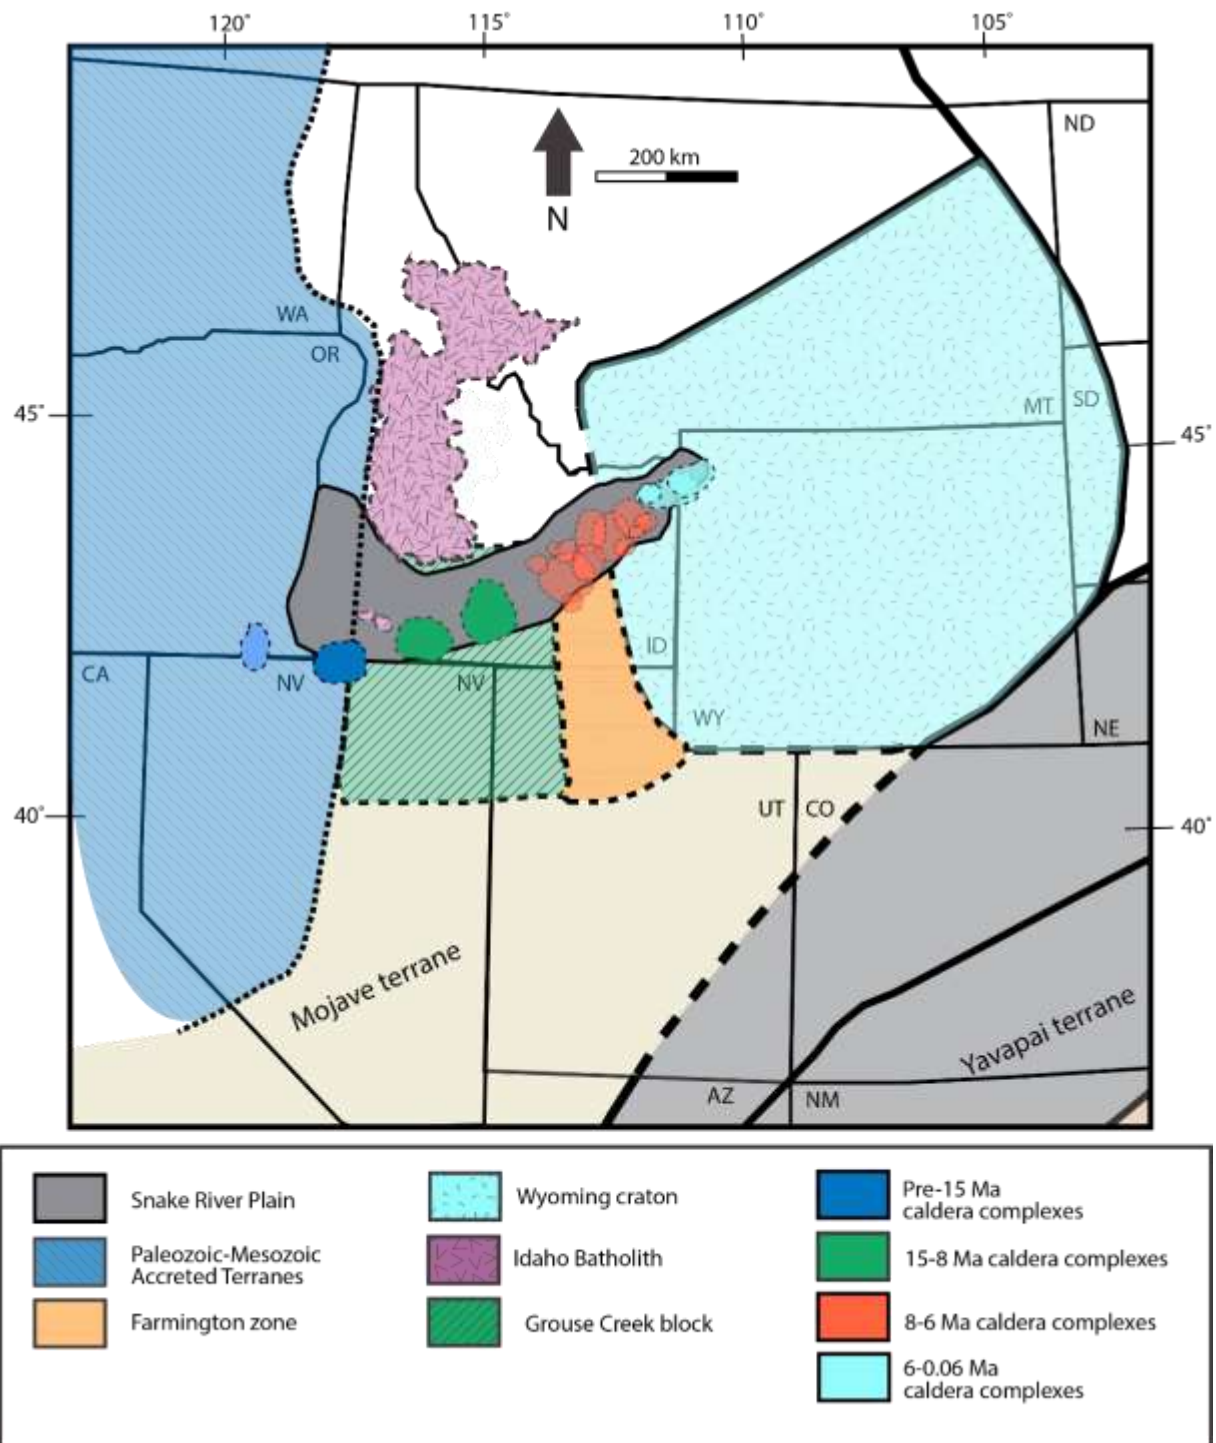 120°
115°
110°
105°
ND
200 km
N
WA
OR
45°
MT
SD
45°
ID
CA
NV
NV
WY
NE
40°
UT
CO
40°
Mojave terrane
Yavapai terrane
AZ
NM
Snake River Plain
Wyoming craton
Pre-15 Ma
caldera complexes
Paleozoic-Mesozoic
Accreted Terranes
Idaho Batholith
15-8 Ma caldera complexes
Farmington zone
Grouse Creek block
8-6 Ma caldera complexes
6-0.06 Ma
caldera complexes